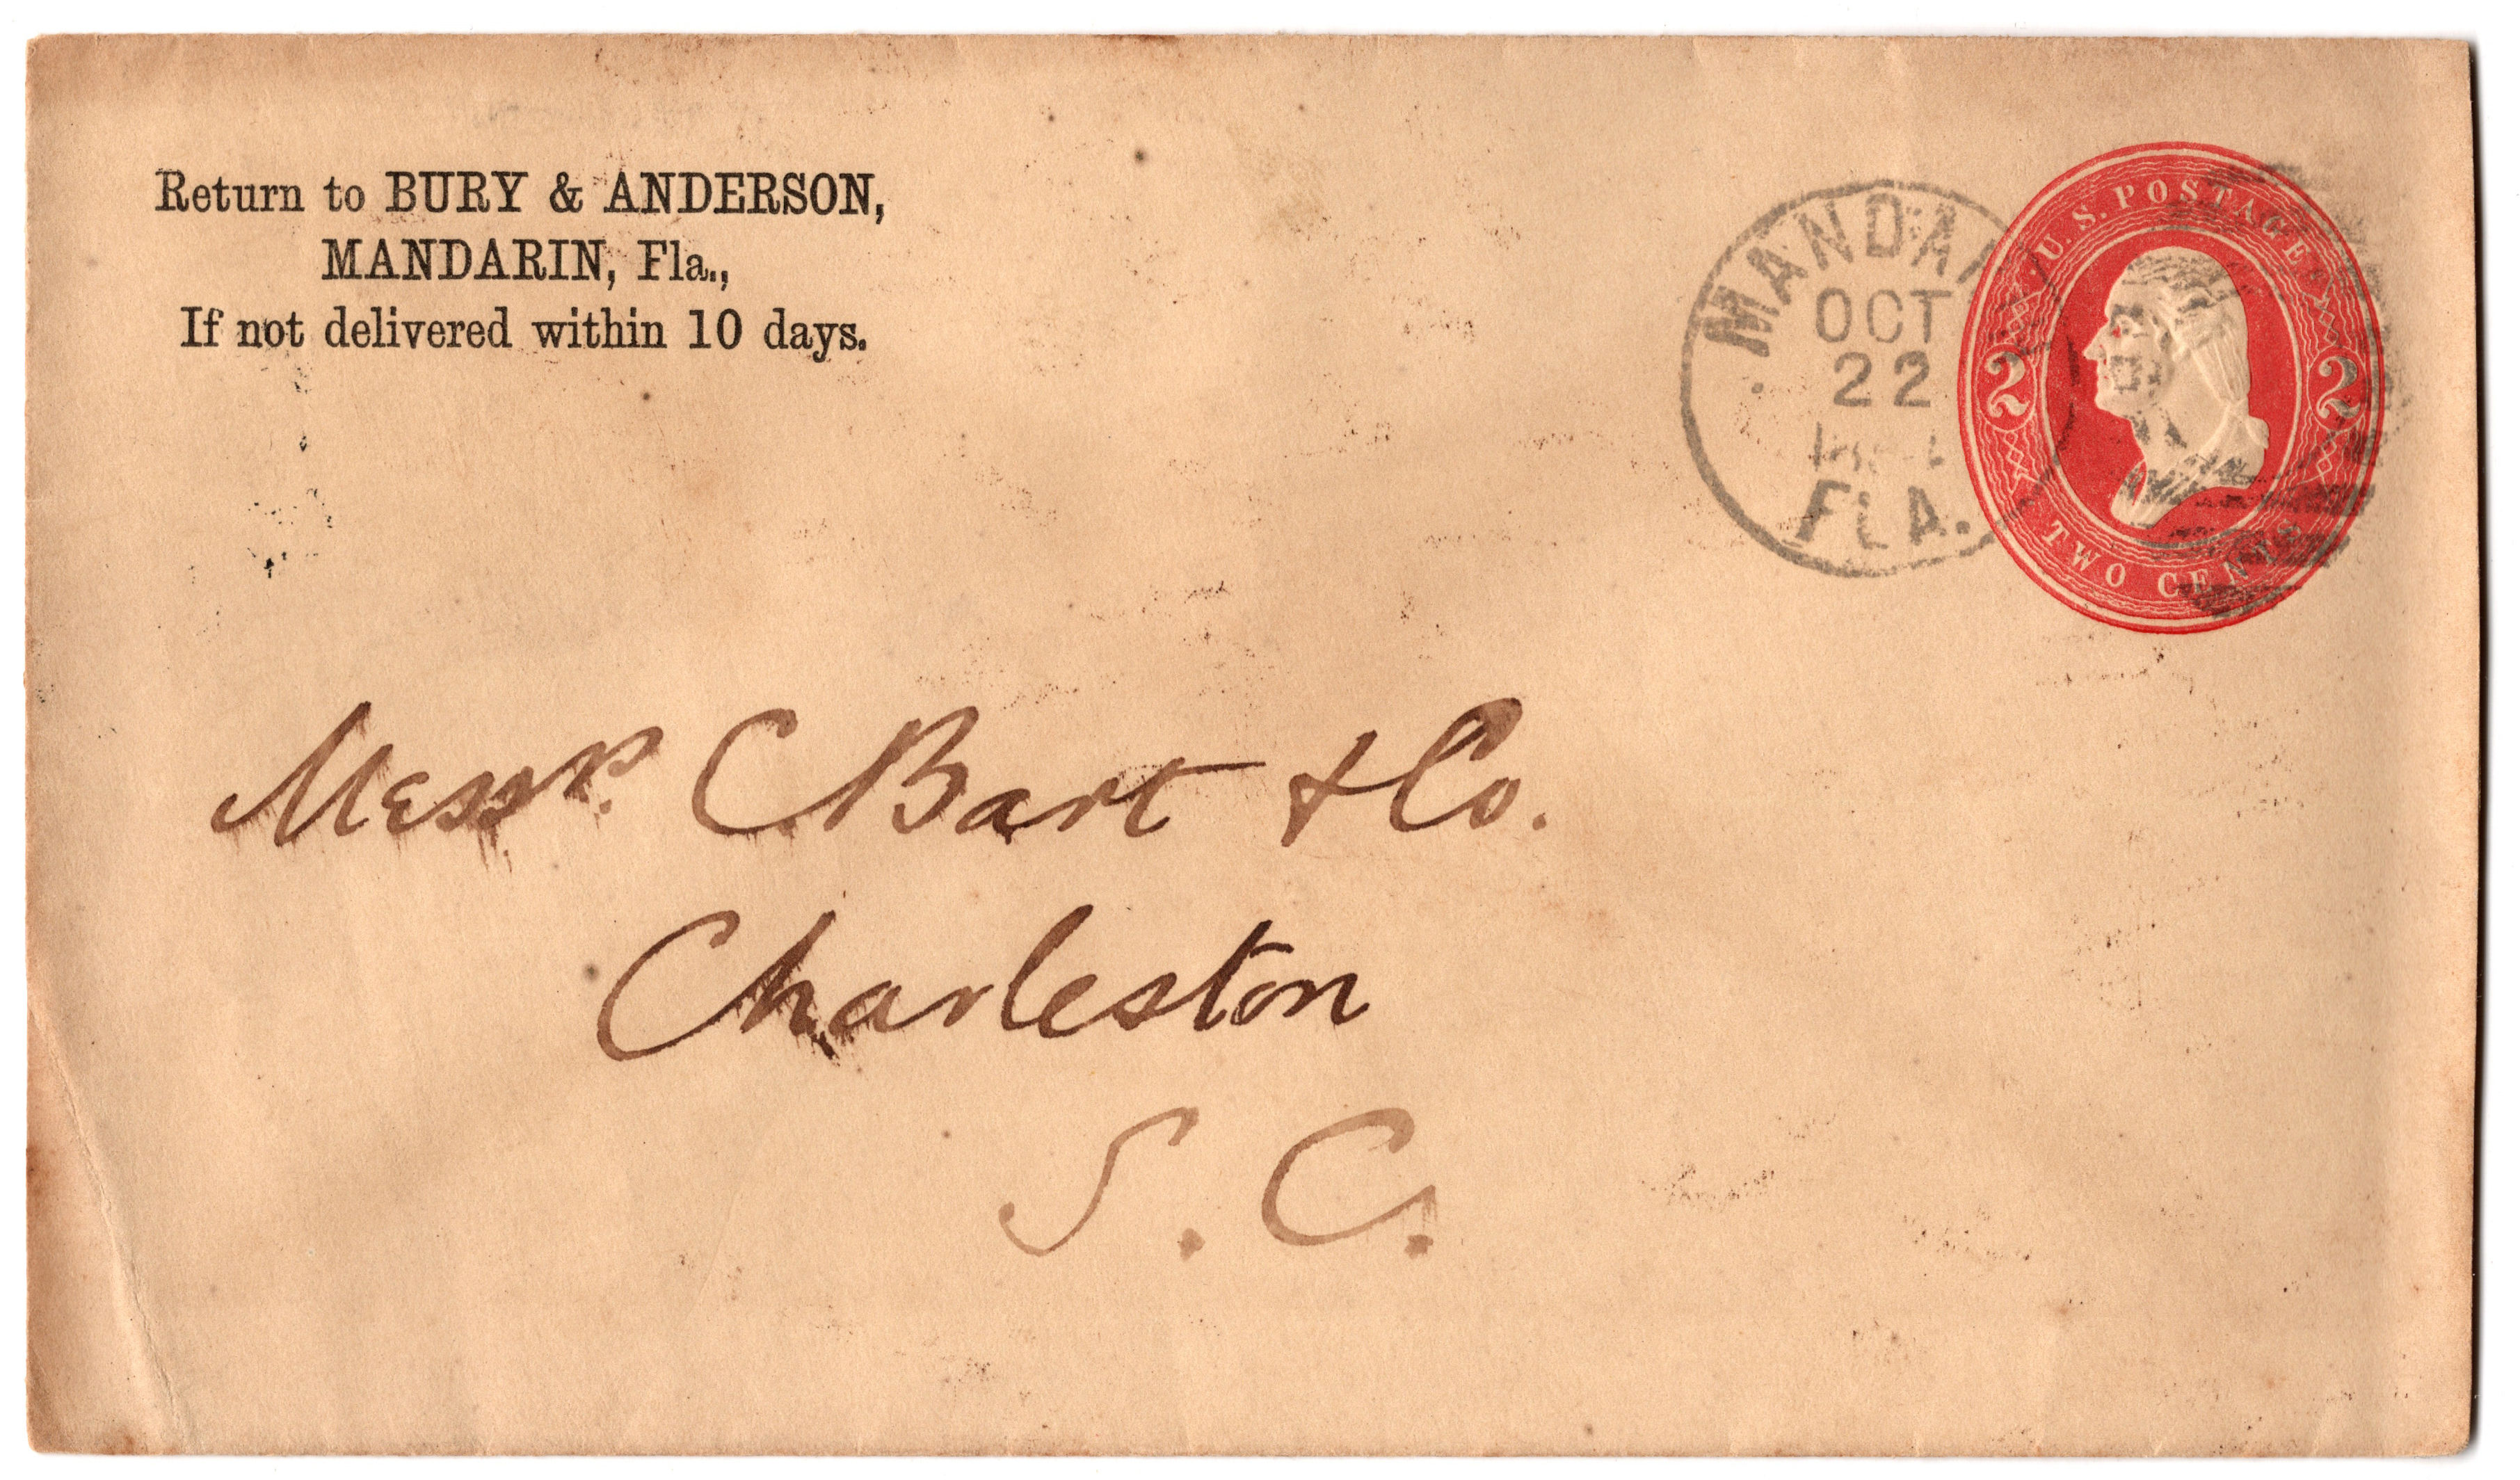 Return to BURY & ANDERSON,
MANDARIN, Fla.,
If not delivered within 10 days.
OCT
22
FLA.
U.S. POSTAGE
2 2
TWO CENTS
Messrs. C Bart & Co.
Charleston
S. C.